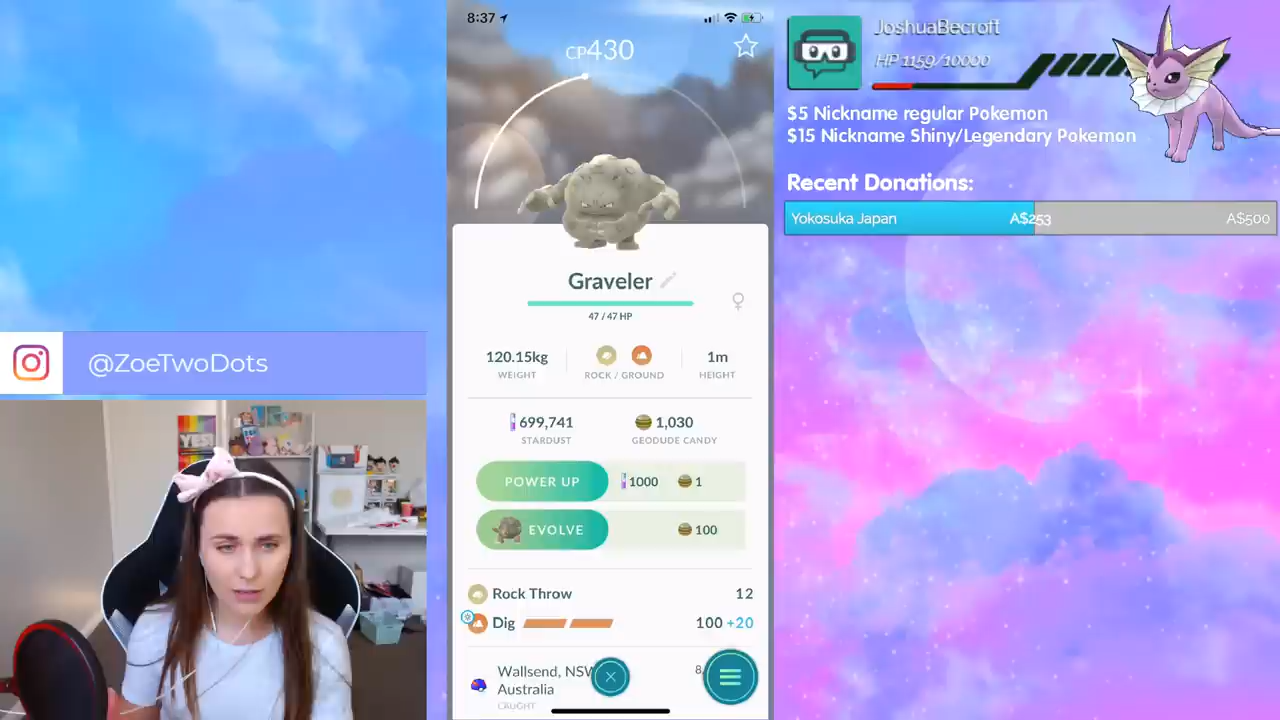 8:37
CP430
Graveler
47 / 47 HP
120.15kg
WEIGHT
ROCK / GROUND
1m
HEIGHT
699,741
STARDUST
1,030
GEODUDE CANDY
POWER UP
1000
1
EVOLVE
100
Rock Throw
12
Dig
100 +20
Wallsend, NSW
Australia
CAUGHT
8
@ZoeTwoDots
YES!
JoshuaBecroft
HP 1159/10000
$5 Nickname regular Pokemon
$15 Nickname Shiny/Legendary Pokemon
Recent Donations:
Yokosuka Japan A$253 A$500